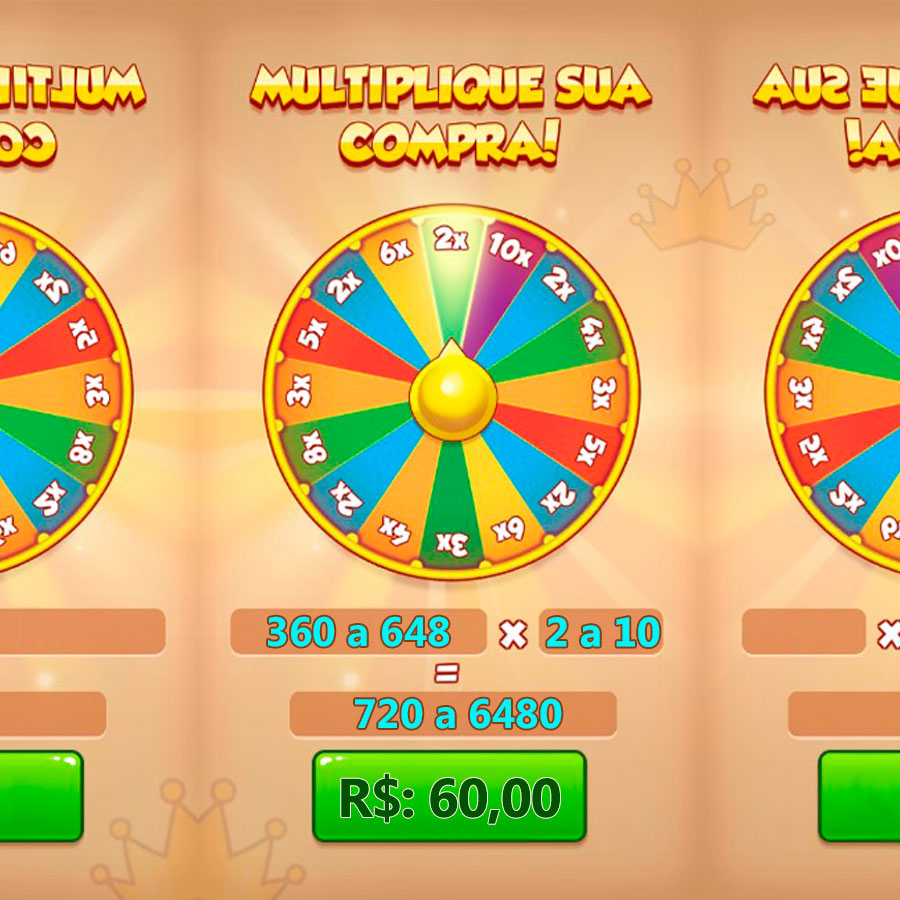 MULTIPLIQUE SUA
COMPRA!
2x
10x
2x
4x
3x
5x
2x
6x
3x
4x
2x
8x
3x
5x
2x
6x
360 a 648 x 2 a 10
=
720 a 6480
R$: 60,00